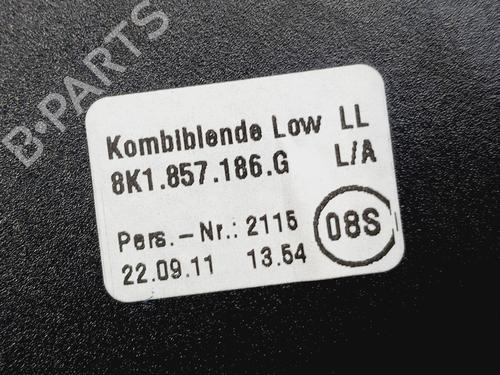 B-PARTS
Kombiblende Low LL
8K1.857.186.G L/A
Pers.-Nr.: 2115 08S
22.09.11 13.54